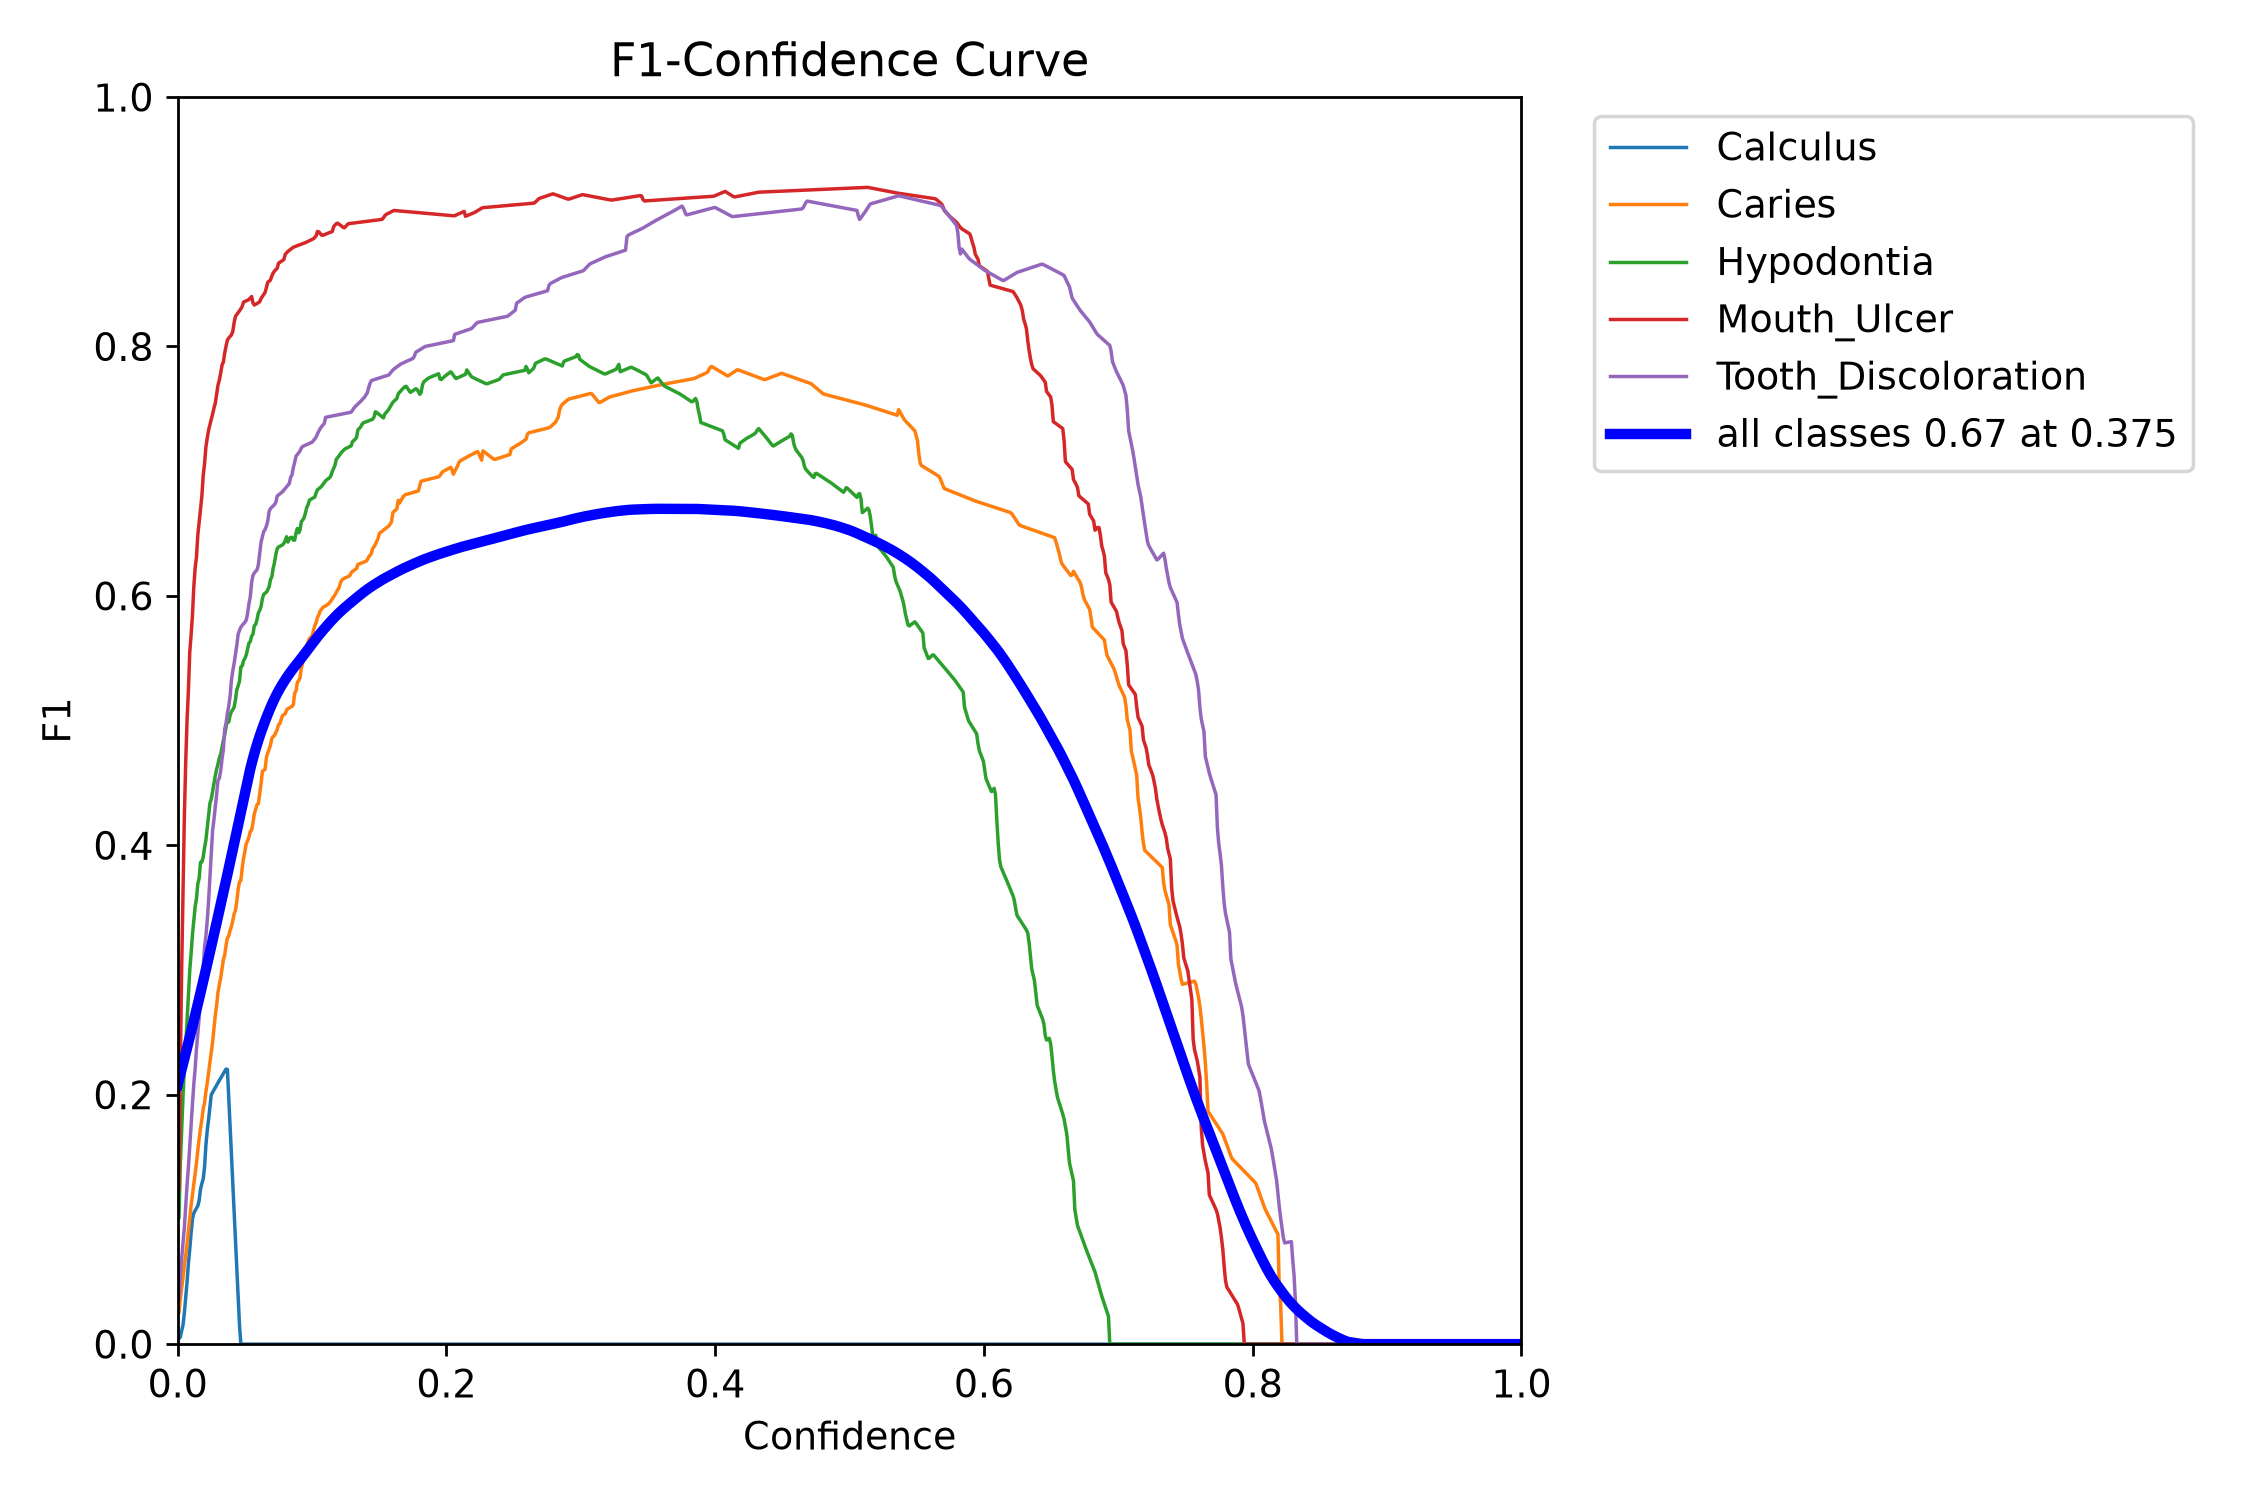 F1-Confidence Curve
1.0
0.8
0.6
0.4
0.2
0.0
F1
0.0 0.2 0.4 0.6 0.8 1.0
Confidence
Calculus
Caries
Hypodontia
Mouth_Ulcer
Tooth_Discoloration
all classes 0.67 at 0.375